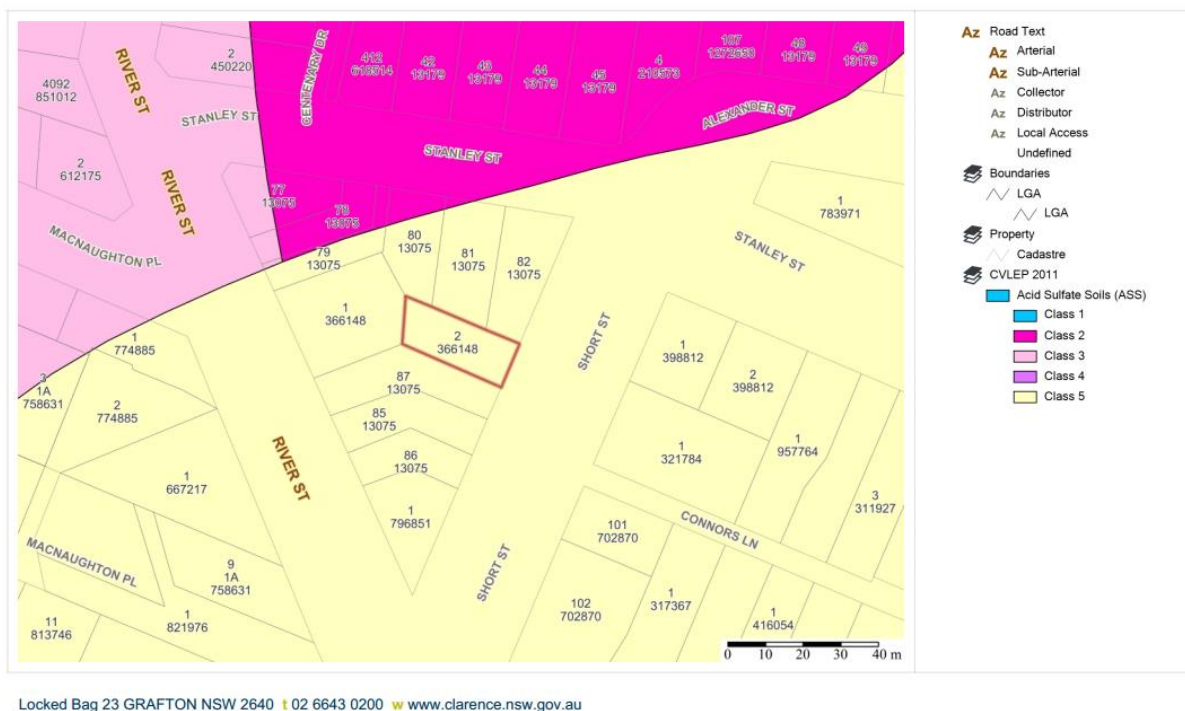 RIVER ST
4092
851012
2
450220
STANLEY ST
2
612175
RIVER ST
MACNAUGHTON PL
CENTENARY DR
412
618914
42
13179
43
13179
44
13179
45
13179
4
210573
107
1272658
48
13179
49
13179
ALEXANDER ST
STANLEY ST
77
13075
78
13075
79
13075
80
13075
81
13075
82
13075
1
783971
STANLEY ST
1
366148
2
366148
SHORT ST
1
774885
3
1A
758631
2
774885
87
13075
85
13075
86
13075
1
796851
1
398812
2
398812
1
321784
1
957764
3
311927
RIVER ST
1
667217
MACNAUGHTON PL
9
1A
758631
11
813746
1
821976
SHORT ST
101
702870
CONNORS LN
102
702870
1
317367
1
416054
0 10 20 30 40 m
Az Road Text
Az Arterial
Az Sub-Arterial
Az Collector
Az Distributor
Az Local Access
Undefined
Boundaries
LGA
LGA
Property
Cadastre
CVLEP 2011
Acid Sulfate Soils (ASS)
Class 1
Class 2
Class 3
Class 4
Class 5
Locked Bag 23 GRAFTON NSW 2640 t 02 6643 0200 w www.clarence.nsw.gov.au